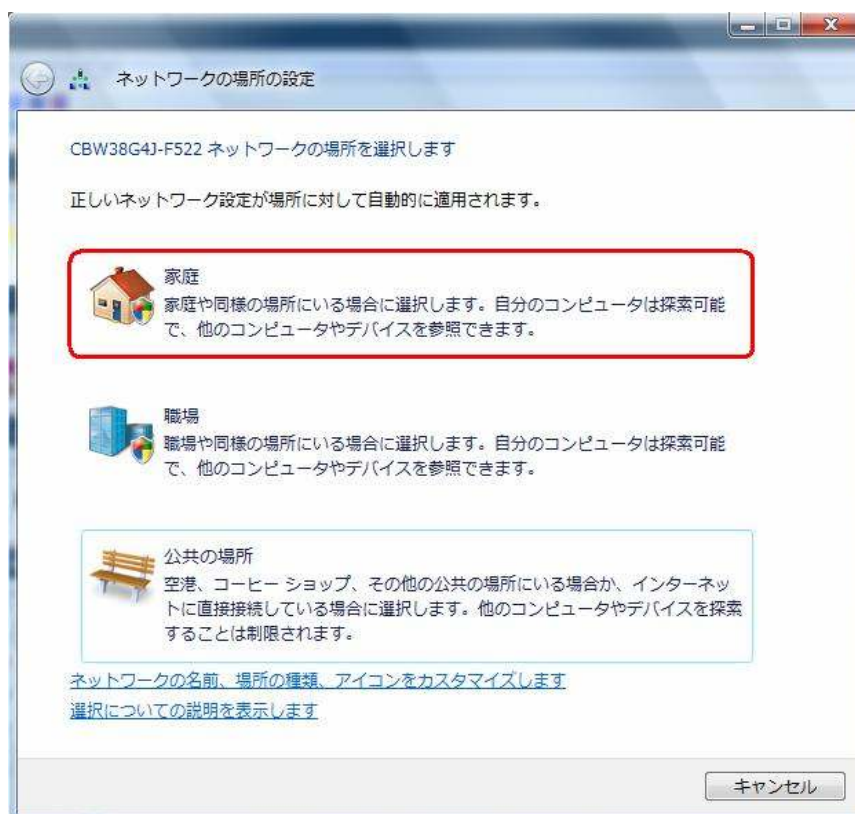 ネットワークの場所の設定
CBW38G4J-F522 ネットワークの場所を選択します
正しいネットワーク設定が場所に対して自動的に適用されます。
家庭
家庭や同様の場所にいる場合に選択します。自分のコンピュータは探索可能
で、他のコンピュータやデバイスを参照できます。
職場
職場や同様の場所にいる場合に選択します。自分のコンピュータは探索可能
で、他のコンピュータやデバイスを参照できます。
公共の場所
空港、コーヒー ショップ、その他の公共の場所にいる場合か、インターネッ
トに直接接続している場合に選択します。他のコンピュータやデバイスを探索
することは制限されます。
ネットワークの名前、場所の種類、アイコンをカスタマイズします
選択についての説明を表示します
キャンセル